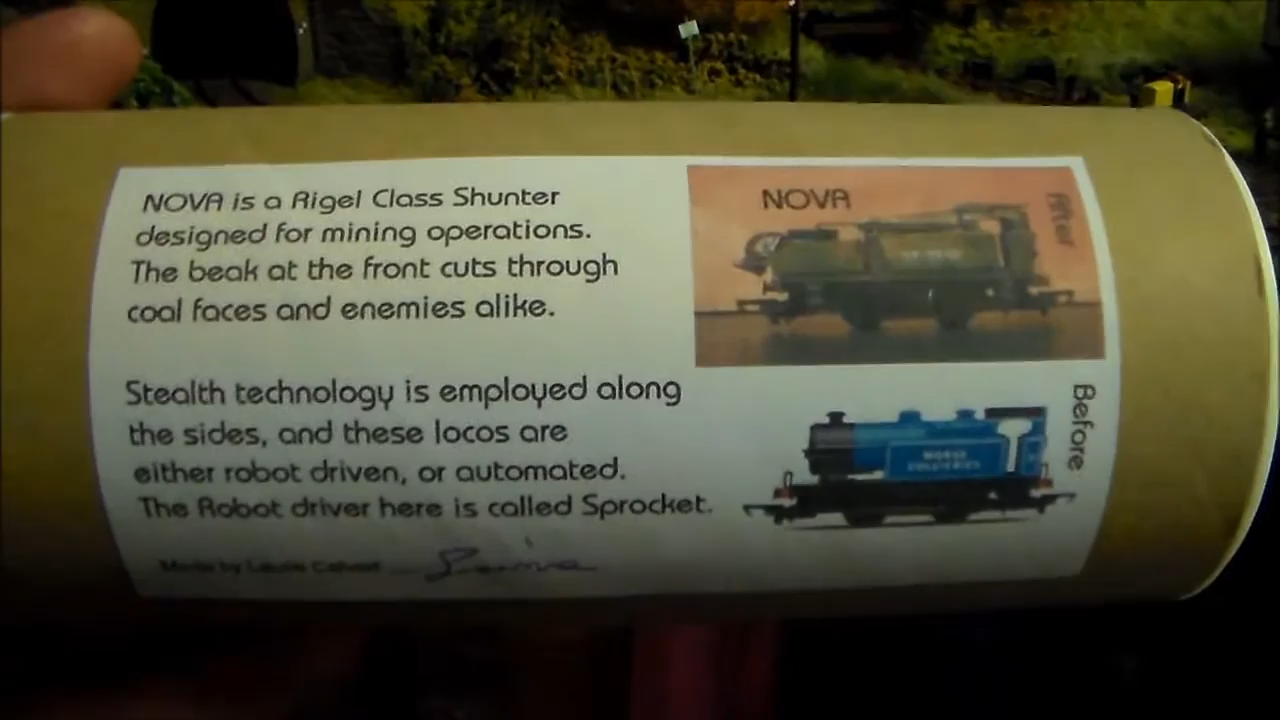 NOVA is a Rigel Class Shunter
designed for mining operations.
The beak at the front cuts through
coal faces and enemies alike.
Stealth technology is employed along
the sides, and these locos are
either robot driven, or automated.
The Robot driver here is called Sprocket.
Made by
NOVA
After
Before